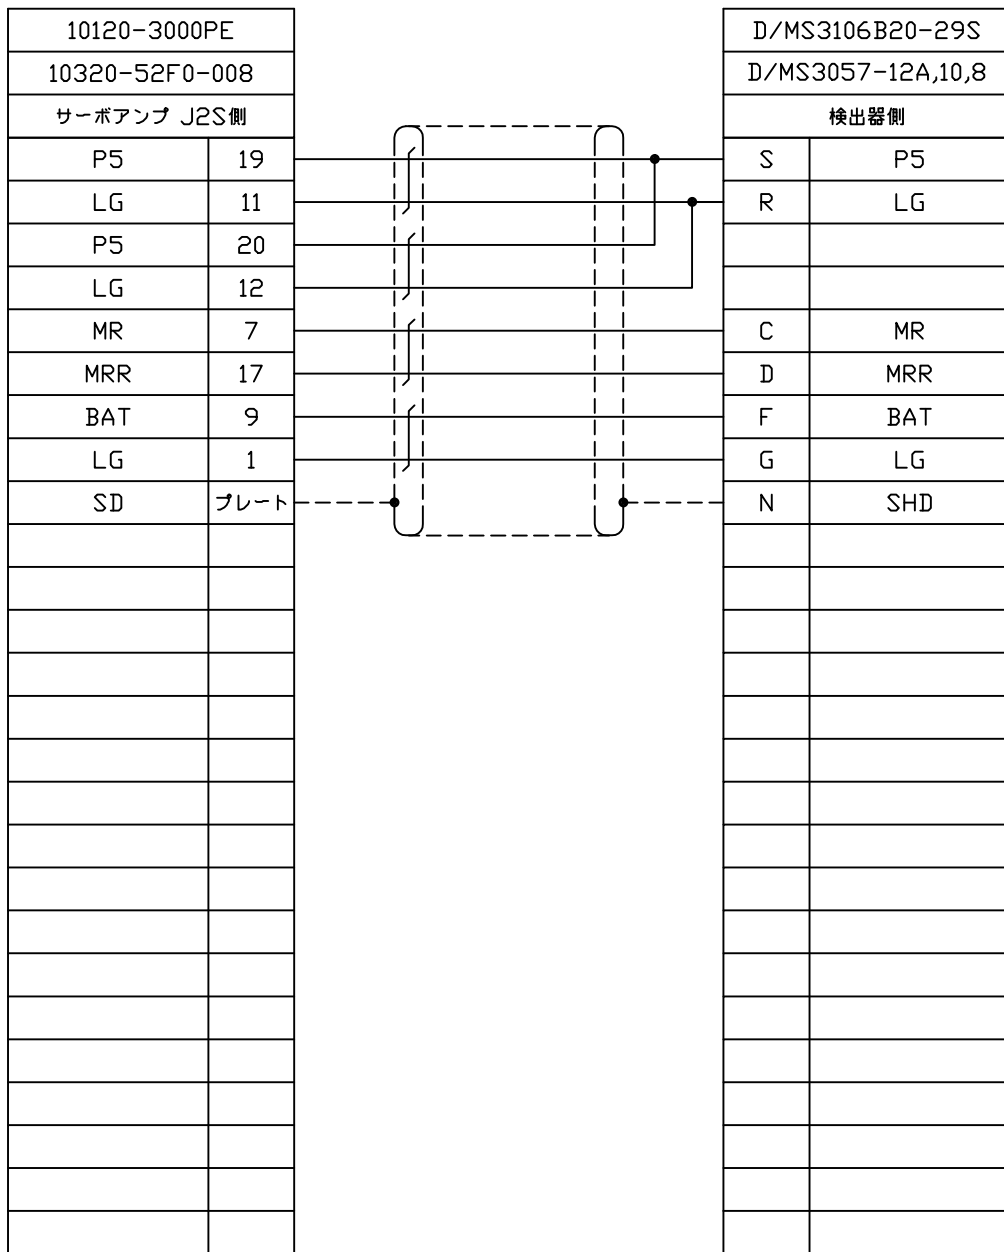 10120-3000PE
10320-52F0-008
サーボアンプ J2S側
P5 19
LG 11
P5 20
LG 12
MR 7
MRR 17
BAT 9
LG 1
SD プレート
D/MS3106B20-29S
D/MS3057-12A,10,8
検出器側
S P5
R LG
C MR
D MRR
F BAT
G LG
N SHD